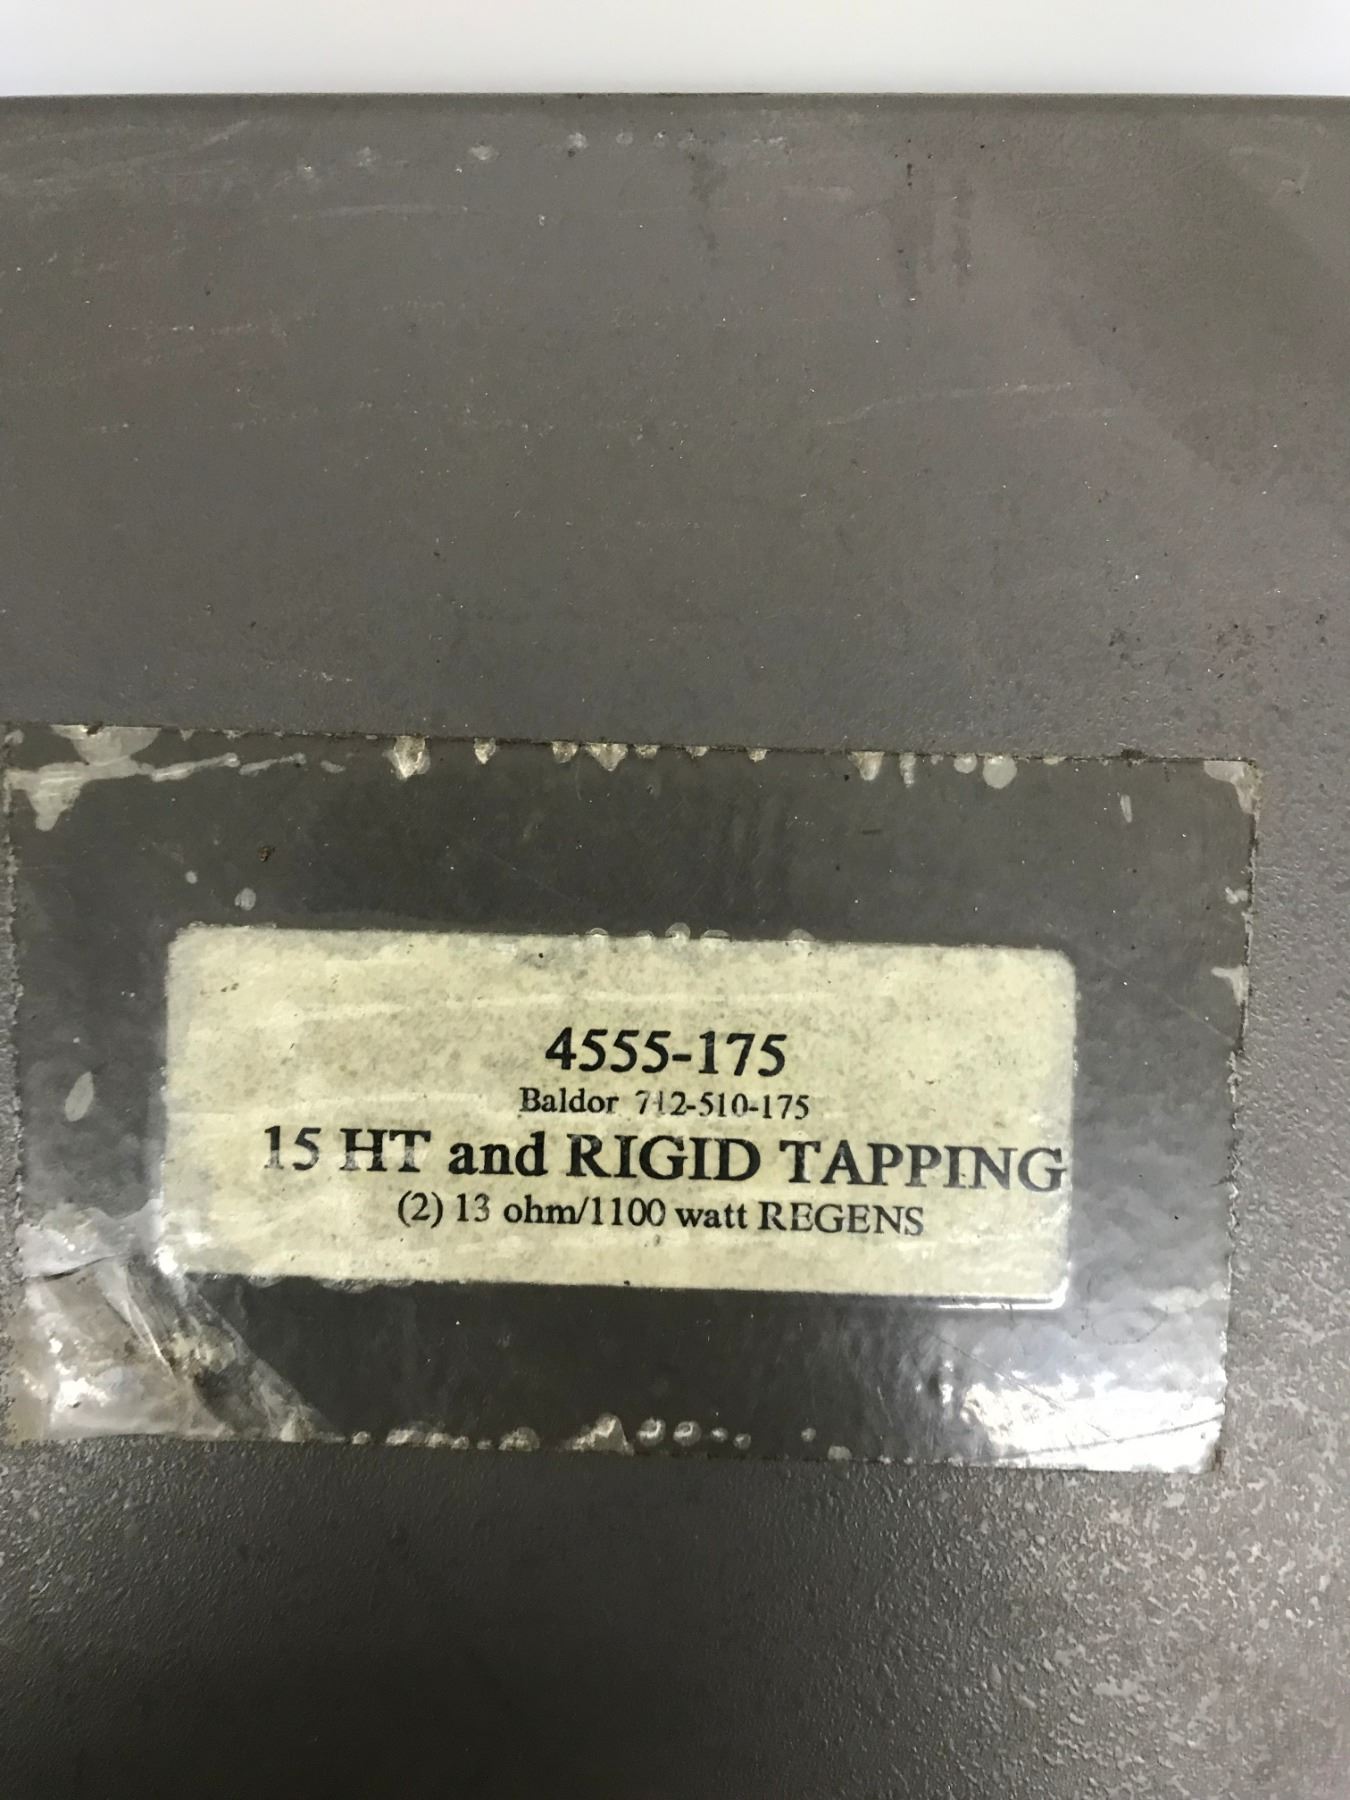 4555-175
Baldor 712-510-175
15 HT and RIGID TAPPING
(2) 13 ohm/1100 watt REGENS